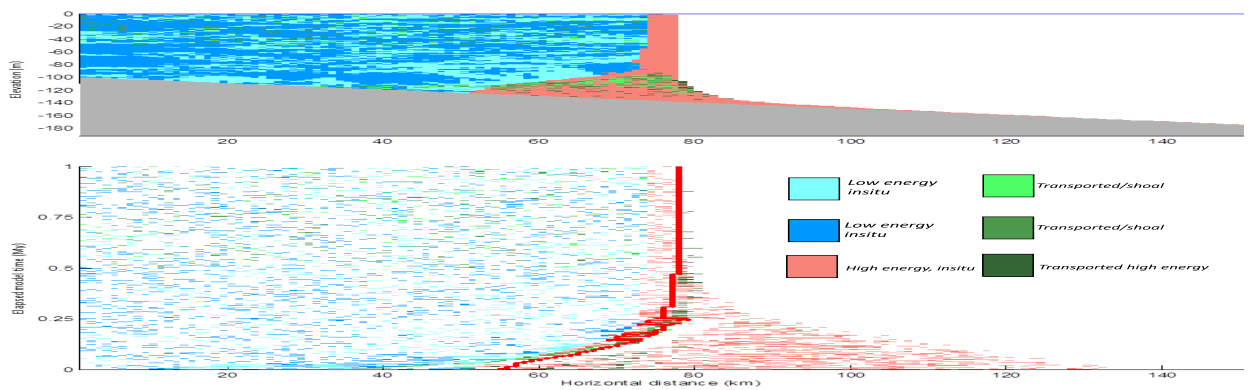 0
-20
-40
-60
-80
-100
-120
-140
-160
-180
Elevation (m)
20 40 60 80 100 120 140
1
0.75
0.5
0.25
0
Elapsed model time (My)
Low energy
insitu
Transported/shoal
Low energy
insitu
Transported/shoal
High energy, insitu
Transported high energy
20 40 60 80 100 120 140
Horizontal distance (km)